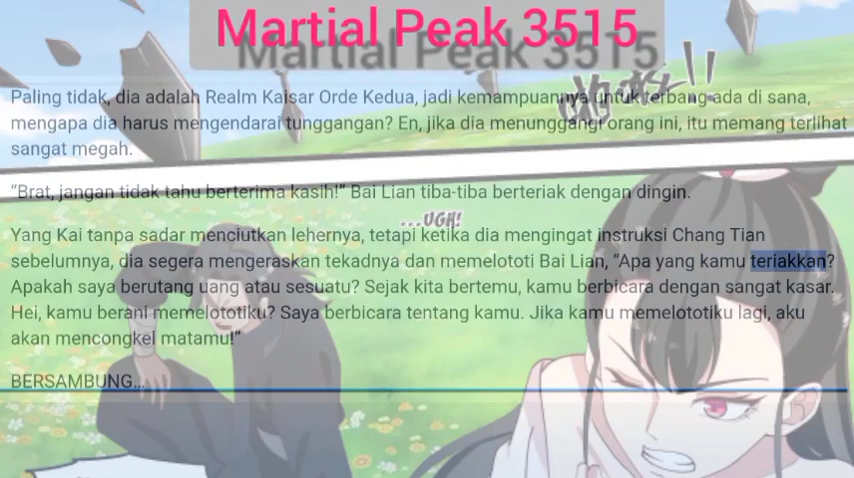 Martial Peak 3515
Paling tidak, dia adalah Realm Kaisar Orde Kedua, jadi kemampuannya untuk terbang ada di sana,
mengapa dia harus mengendarai tunggangan? En, jika dia menunggangi orang ini, itu memang terlihat
sangat megah.
“Brat, jangan tidak tahu berterima kasih!” Bai Lian tiba-tiba berteriak dengan dingin.
...UGH!
Yang Kai tanpa sadar menciutkan lehernya, tetapi ketika dia mengingat instruksi Chang Tian
sebelumnya, dia segera mengeraskan tekadnya dan memelototi Bai Lian, “Apa yang kamu teriakkan?
Apakah saya berutang uang atau sesuatu? Sejak kita bertemu, kamu berbicara dengan sangat kasar.
Hei, kamu berani memelototiku? Saya berbicara tentang kamu. Jika kamu memelototiku lagi, aku
akan mencongkel matamu!”
BERSAMBUNG…